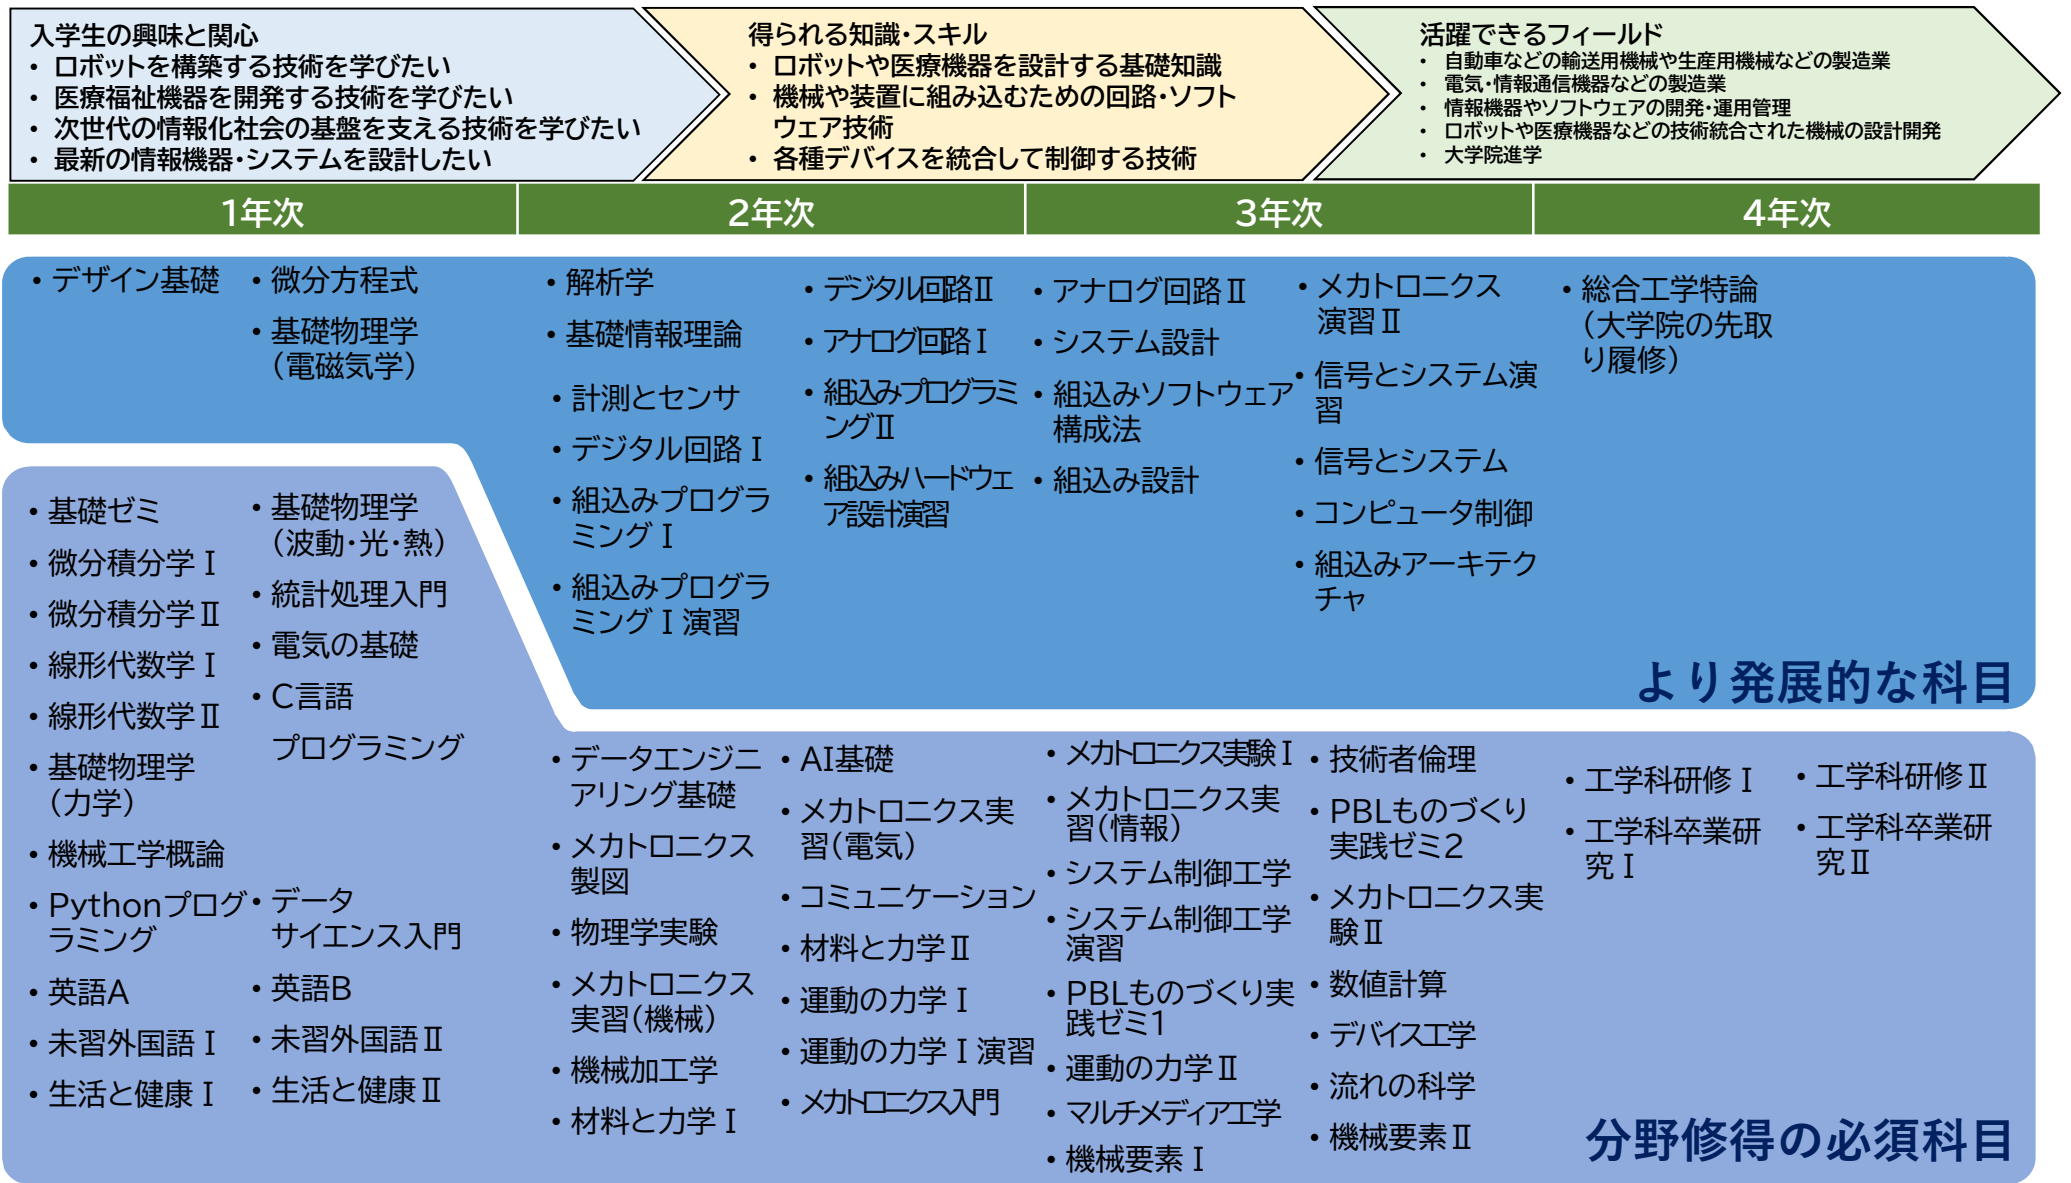 入学生の興味と関心
・ ロボットを構築する技術を学びたい
・ 医療福祉機器を開発する技術を学びたい
・ 次世代の情報化社会の基盤を支える技術を学びたい
・ 最新の情報機器・システムを設計したい
得られる知識・スキル
・ ロボットや医療機器を設計する基礎知識
・ 機械や装置に組み込むための回路・ソフト
ウェア技術
・ 各種デバイスを統合して制御する技術
活躍できるフィールド
・ 自動車などの輸送用機械や生産用機械などの製造業
・ 電気・情報通信機器などの製造業
・ 情報機器やソフトウェアの開発・運用管理
・ ロボットや医療機器などの技術統合された機械の設計開発
・ 大学院進学
1年次
2年次
3年次
4年次
・デザイン基礎
・微分方程式
・基礎物理学
（電磁気学）
・解析学
・基礎情報理論
・計測とセンサ
・デジタル回路Ⅰ
・組込みプログラ
ミングⅠ
・組込みプログラ
ミングⅠ演習
・デジタル回路Ⅱ
・アナログ回路Ⅰ
・組込みプログラミ
ングⅡ
・組込みハードウェ
ア設計演習
・アナログ回路Ⅱ
・システム設計
・組込みソフトウェア
構成法
・組込み設計
・メカトロニクス
演習Ⅱ
・信号とシステム演
習
・信号とシステム
・コンピュータ制御
・組込みアーキテク
チャ
・総合工学特論
（大学院の先取
り履修）
より発展的な科目
・基礎ゼミ
・微分積分学Ⅰ
・微分積分学Ⅱ
・線形代数学Ⅰ
・線形代数学Ⅱ
・基礎物理学
（力学）
・機械工学概論
・Pythonプログ
ラミング
・英語A
・未習外国語Ⅰ
・生活と健康Ⅰ
・基礎物理学
（波動・光・熱）
・統計処理入門
・電気の基礎
・C言語
プログラミング
・データ
サイエンス入門
・英語B
・未習外国語Ⅱ
・生活と健康Ⅱ
・データエンジニ
アリング基礎
・メカトロニクス
製図
・物理学実験
・メカトロニクス
実習（機械）
・機械加工学
・材料と力学Ⅰ
・AI基礎
・メカトロニクス実
習（電気）
・コミュニケーション
・材料と力学Ⅱ
・運動の力学Ⅰ
・運動の力学Ⅰ演習
・メカトロニクス入門
・メカトロニクス実験Ⅰ
・メカトロニクス実
習（情報）
・システム制御工学
・システム制御工学
演習
・PBLものづくり実
践ゼミ1
・運動の力学Ⅱ
・マルチメディア工学
・機械要素Ⅰ
・技術者倫理
・PBLものづくり
実践ゼミ2
・メカトロニクス実
験Ⅱ
・数値計算
・デバイス工学
・流れの科学
・機械要素Ⅱ
・工学科研修Ⅰ
・工学科卒業研
究Ⅰ
・工学科研修Ⅱ
・工学科卒業研
究Ⅱ
分野修得の必須科目